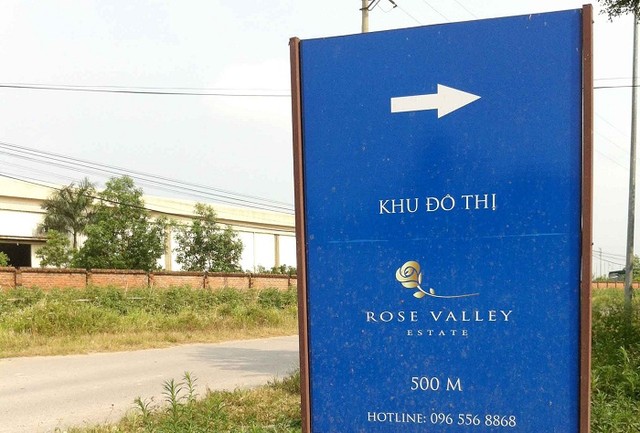 KHU ĐÔ THỊ
ROSE VALLEY
ESTATE
500 M
HOTLINE: 096 556 8868